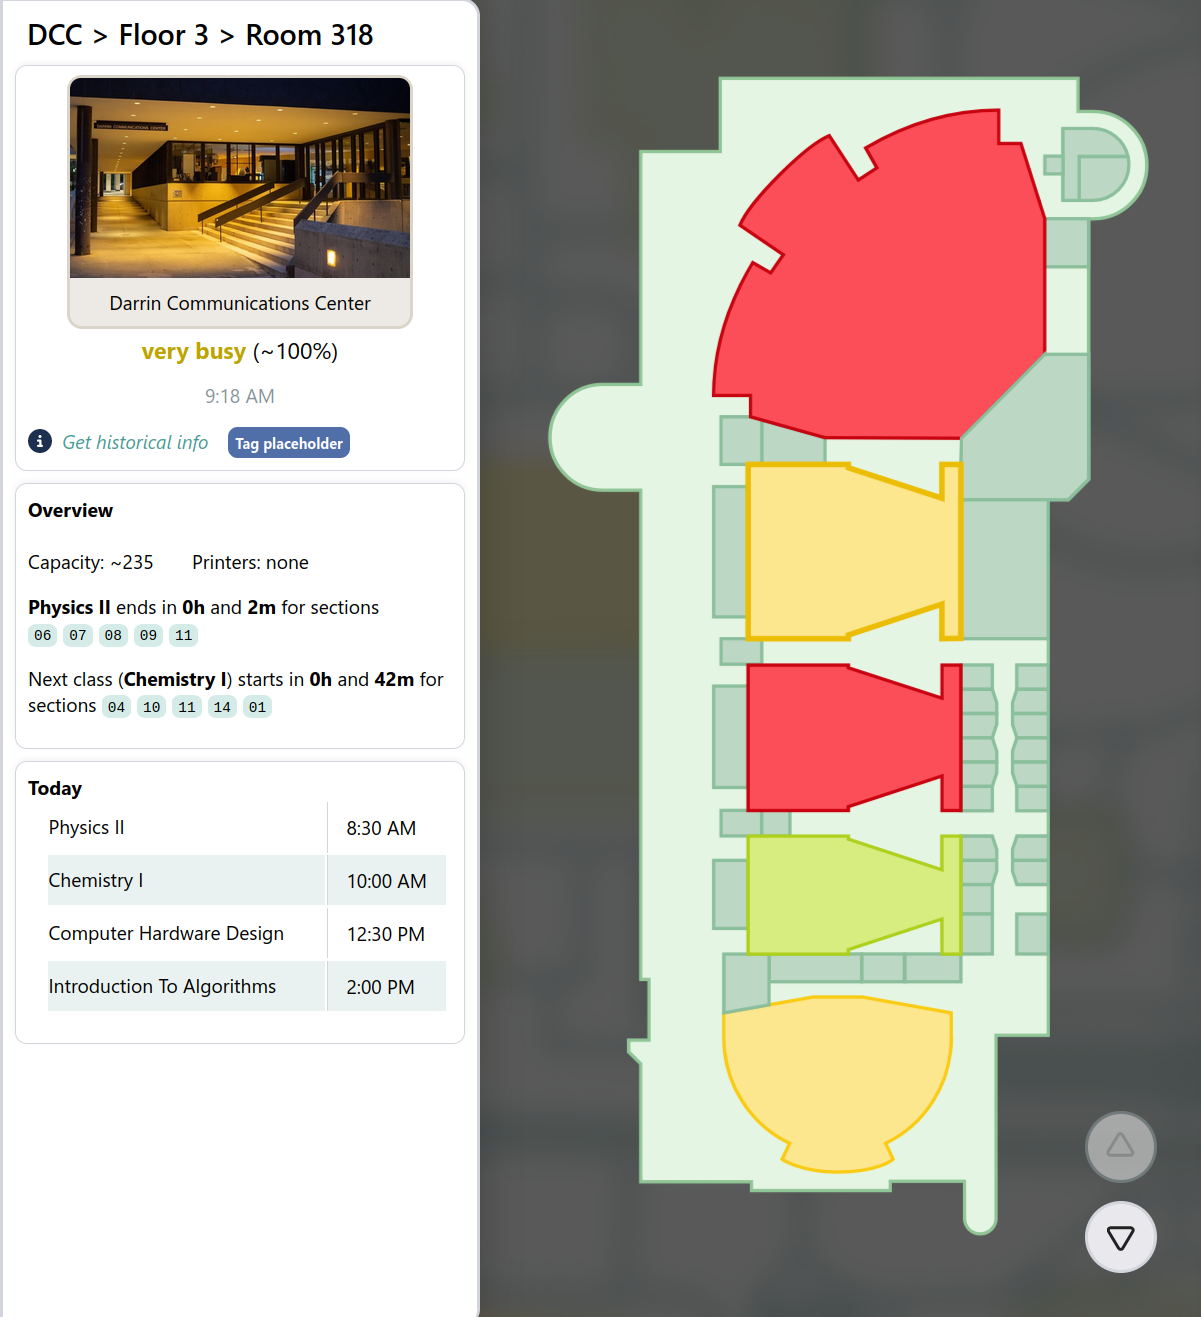 DCC > Floor 3 > Room 318
DARRIN COMMUNICATIONS CENTER
Darrin Communications Center
very busy (~100%)
9:18 AM
Get historical info Tag placeholder
Overview
Capacity: ~235 Printers: none
Physics II ends in 0h and 2m for sections
06 07 08 09 11
Next class (Chemistry I) starts in 0h and 42m for
sections 04 10 11 14 01
Today
Physics II 8:30 AM
Chemistry I 10:00 AM
Computer Hardware Design 12:30 PM
Introduction To Algorithms 2:00 PM